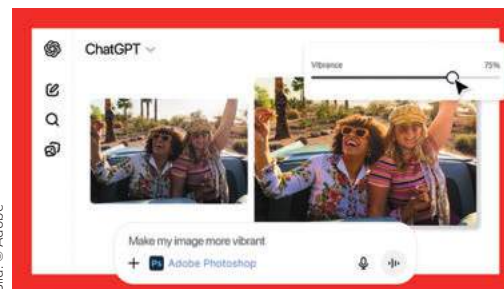 ChatGPT
Vibrance 75%
Make my image more vibrant
Ps Adobe Photoshop
© Adobe